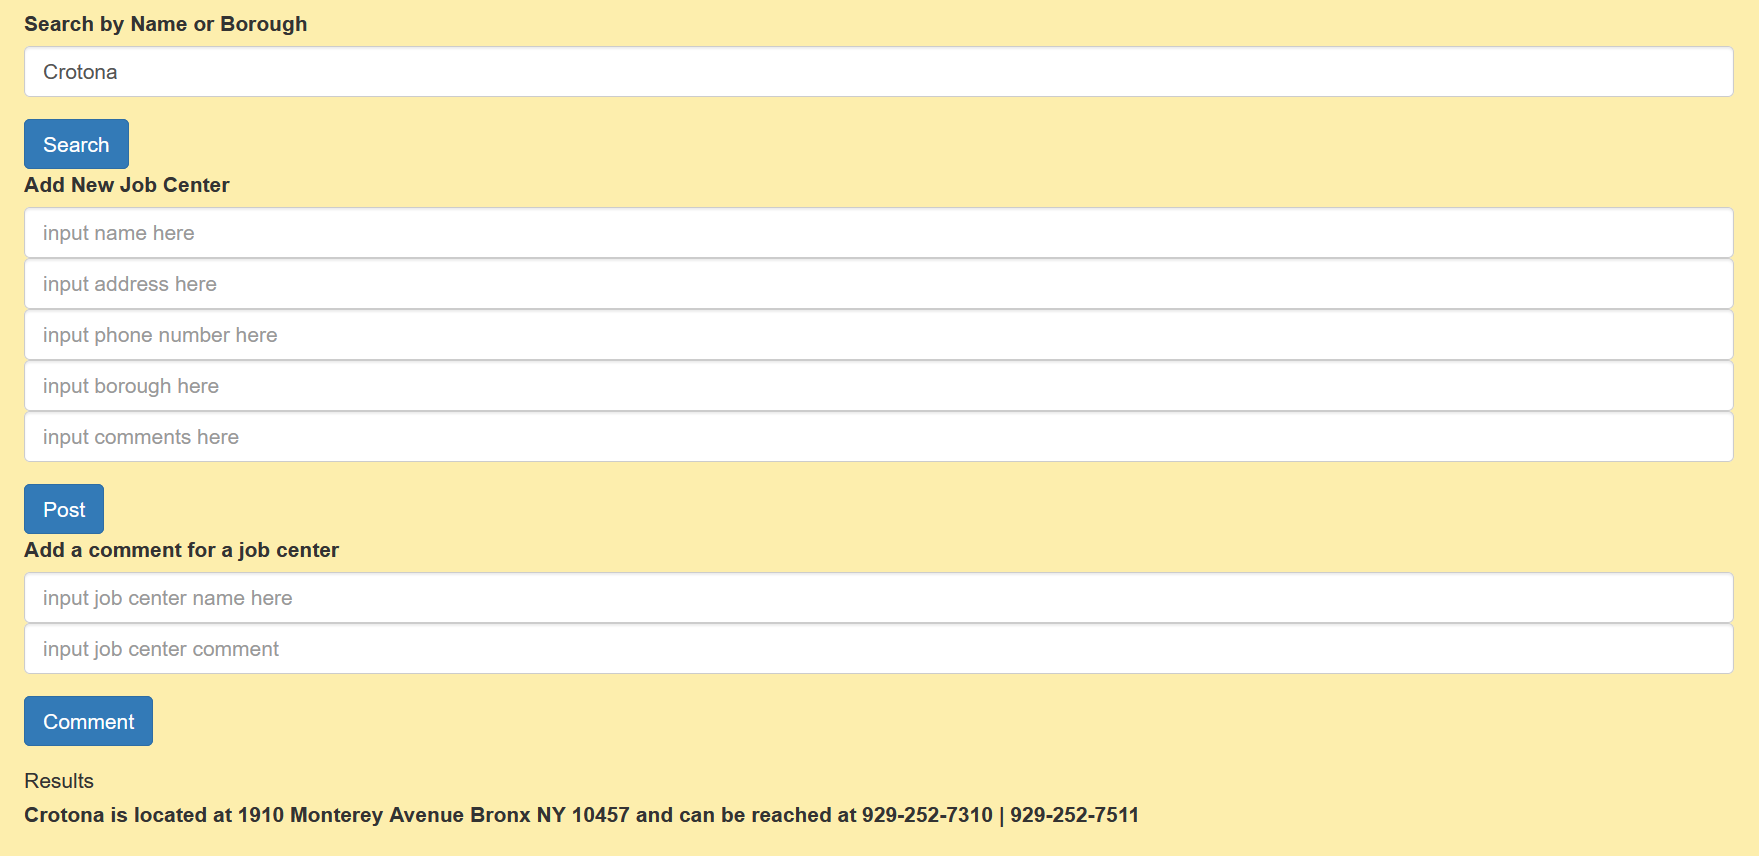 Search by Name or Borough
Crotona
Search
Add New Job Center
input name here
input address here
input phone number here
input borough here
input comments here
Post
Add a comment for a job center
input job center name here
input job center comment
Comment
Results
Crotona is located at 1910 Monterey Avenue Bronx NY 10457 and can be reached at 929-252-7310 | 929-252-7511